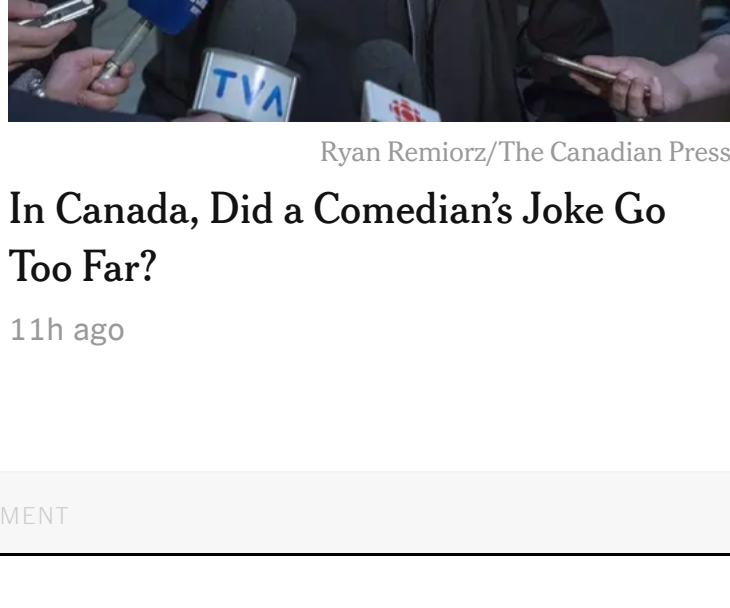 TVA
Ryan Remiorz/The Canadian Press
In Canada, Did a Comedian’s Joke Go
Too Far?
11h ago
MENT